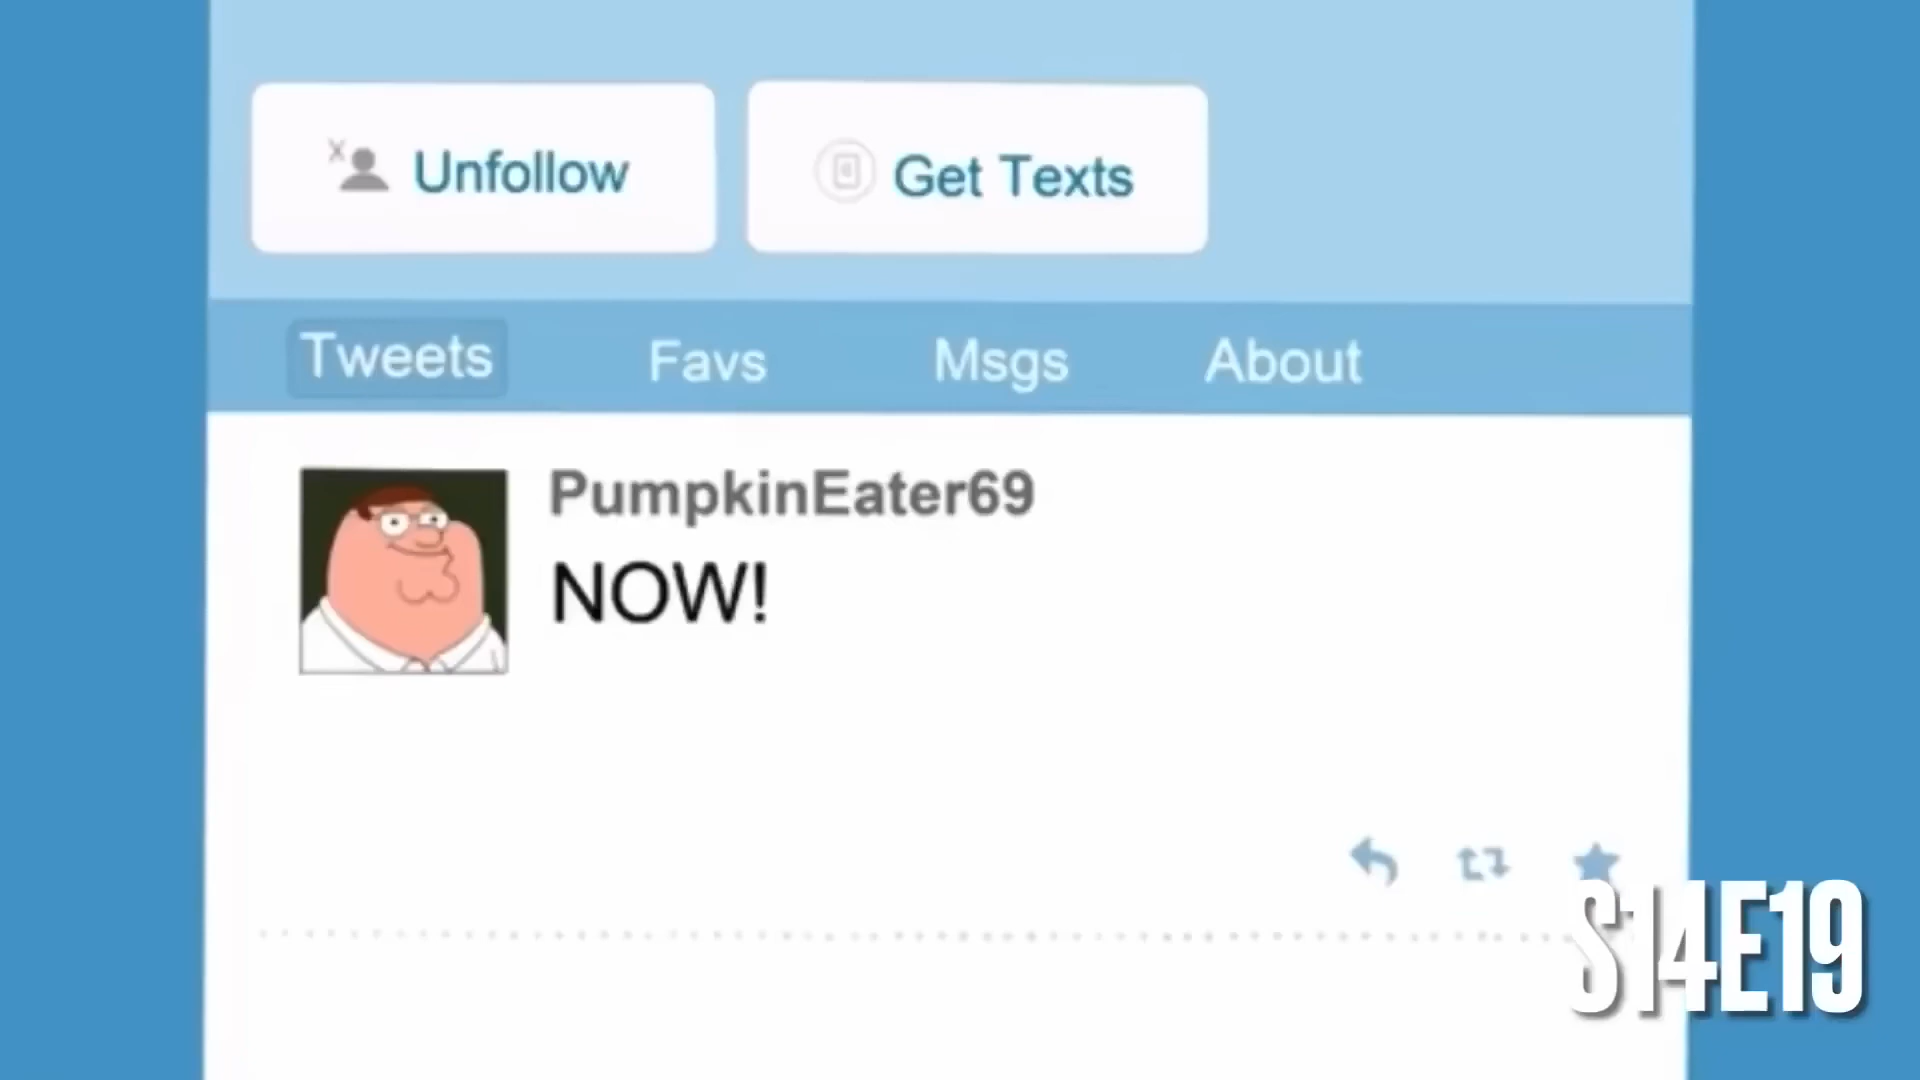 Unfollow
Get Texts
Tweets Favs Msgs About
PumpkinEater69
NOW!
S14E19